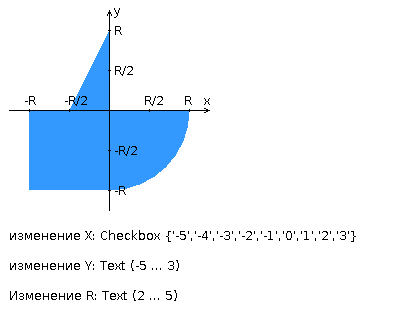 y
R
R/2
-R -R/2 R/2 R x
-R/2
-R
изменение X: Checkbox {'-5','-4','-3','-2','-1','0','1','2','3'}
изменение Y: Text (-5 ... 3)
Изменение R: Text (2 ... 5)